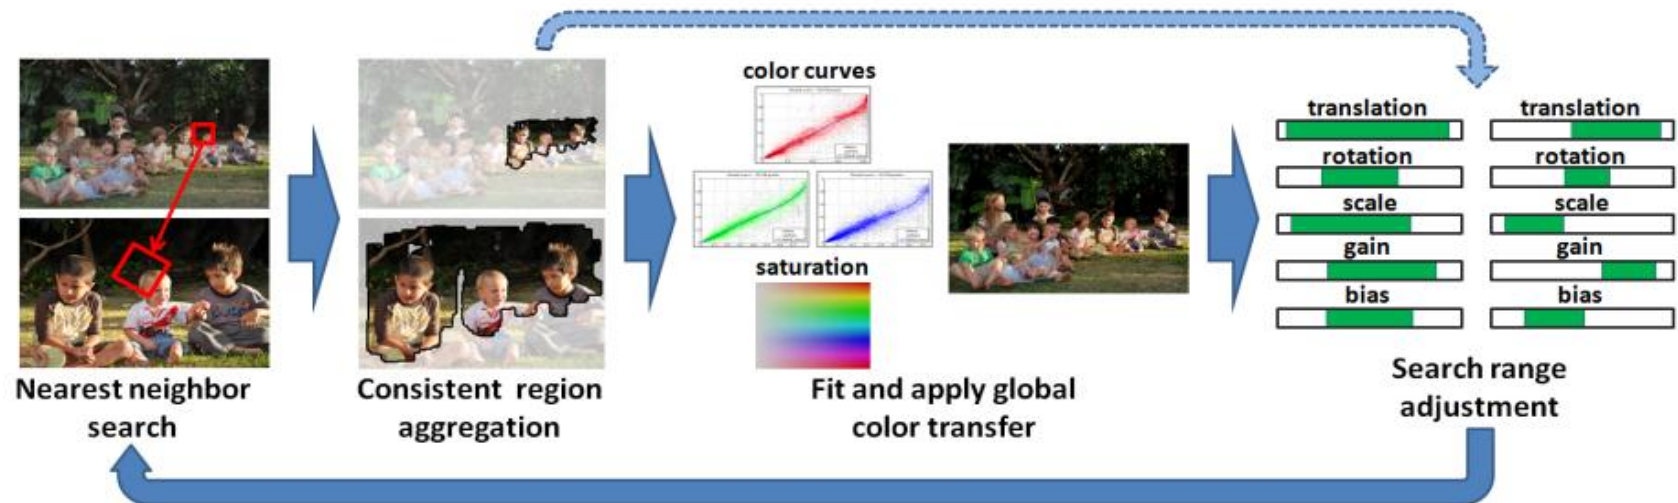 color curves
saturation
translation
rotation
scale
gain
bias
translation
rotation
scale
gain
bias
Nearest neighbor
search
Consistent region
aggregation
Fit and apply global
color transfer
Search range
adjustment